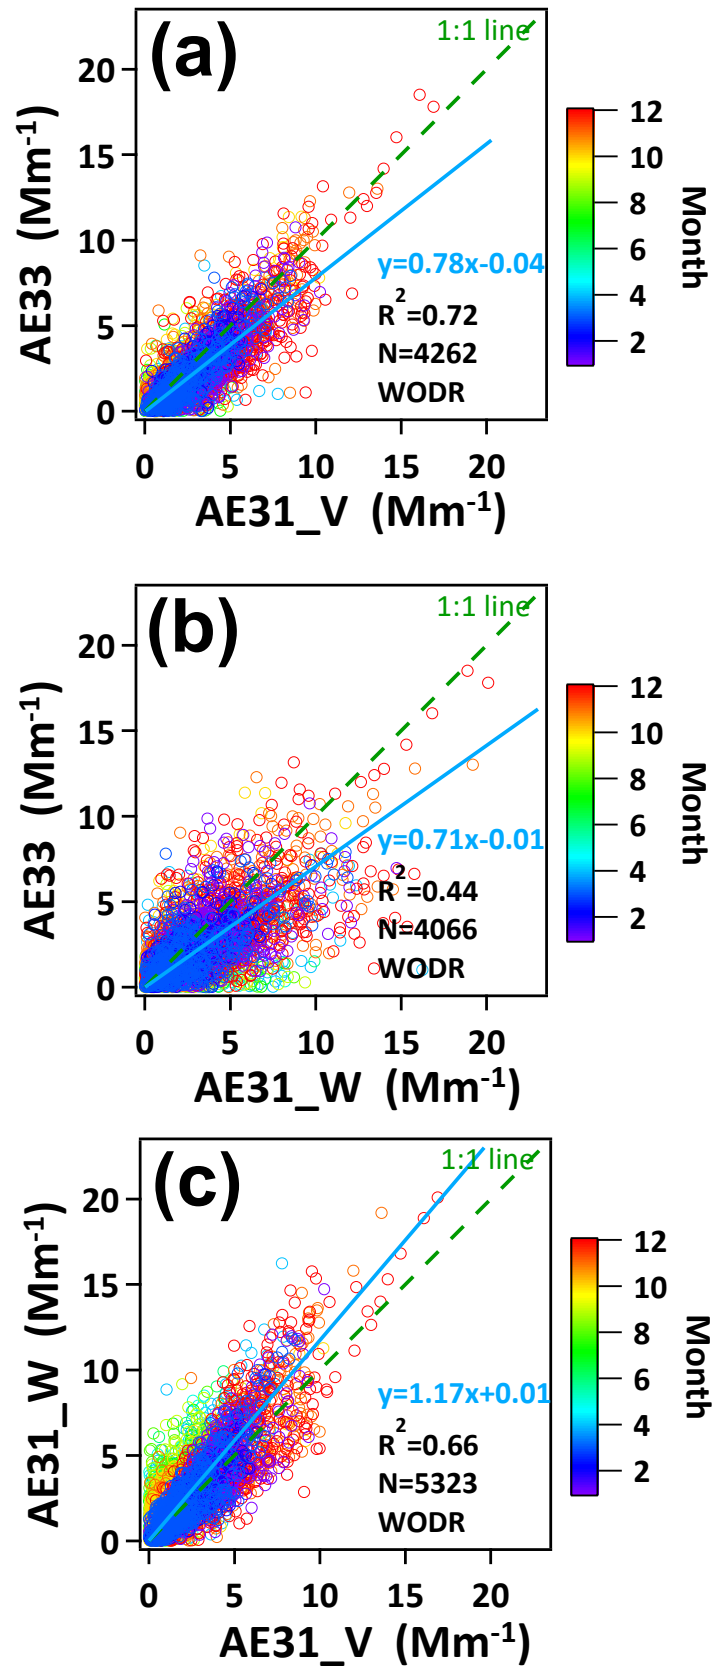 (a)
1:1 line
20
15
10
5
0
AE33 (Mm-1)
y=0.78x-0.04
R2=0.72
N=4262
WODR
0 5 10 15 20
AE31_V (Mm-1)
12
10
8
6
4
2
Month
(b)
1:1 line
20
15
10
5
0
AE33 (Mm-1)
y=0.71x-0.01
R2=0.44
N=4066
WODR
0 5 10 15 20
AE31_W (Mm-1)
12
10
8
6
4
2
Month
(c)
1:1 line
20
15
10
5
0
AE31_W (Mm-1)
y=1.17x+0.01
R2=0.66
N=5323
WODR
0 5 10 15 20
AE31_V (Mm-1)
12
10
8
6
4
2
Month